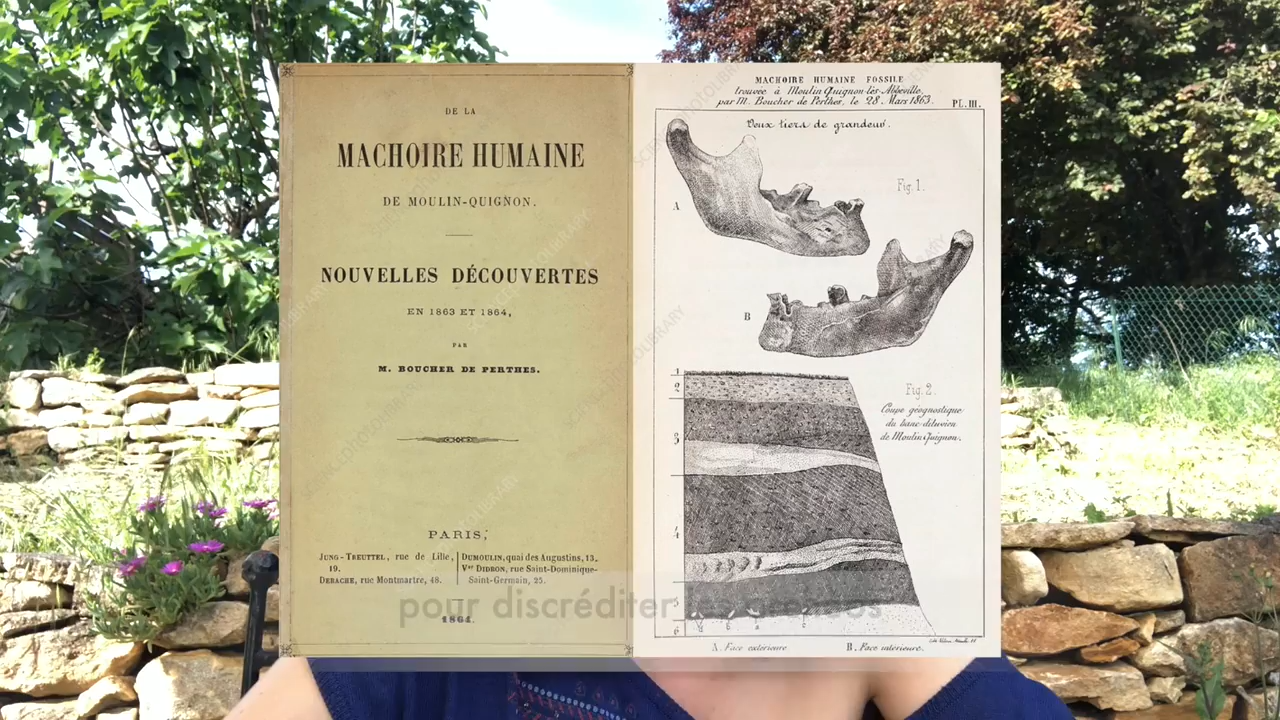 DE LA
MACHOIRE HUMAINE
DE MOULIN-QUIGNON.
NOUVELLES DÉCOUVERTES
EN 1863 ET 1864,
PAR
M. BOUCHER DE PERTHES.
PARIS,
JUNG-TREUTTEL, rue de Lille,
19.
DERACHE, rue Montmartre, 48.
DUMOULIN, quai des Augustins, 13.
Vve DIDRON, rue Saint-Dominique-
Saint-Germain, 25.
1864.
MACHOIRE HUMAINE FOSSILE
trouvée à Moulin Quignon-lès-Abbeville,
par M. Boucher de Perthes, le 28. Mars 1863.
PL. III.
Deux tiers de grandeur.
Fig. 1.
A
B
Fig. 2.
Coupe géognostique
du banc diluvien
de Moulin Quignon.
1
2
3
4
5
6
A. Face extérieure
B. Face intérieure.
pour discréditer les
SCIENCEPHOTOLIBRARY